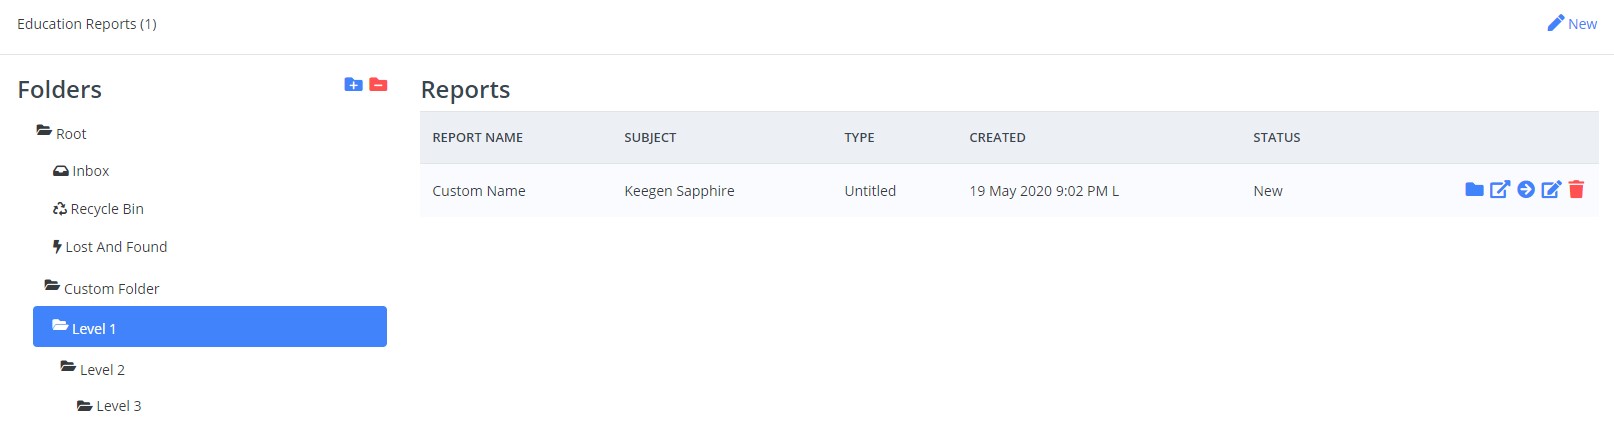 Education Reports (1)
New
Folders
Root
Inbox
Recycle Bin
Lost And Found
Custom Folder
Level 1
Level 2
Level 3
Reports
REPORT NAME SUBJECT TYPE CREATED STATUS
Custom Name Keegen Sapphire Untitled 19 May 2020 9:02 PM L New